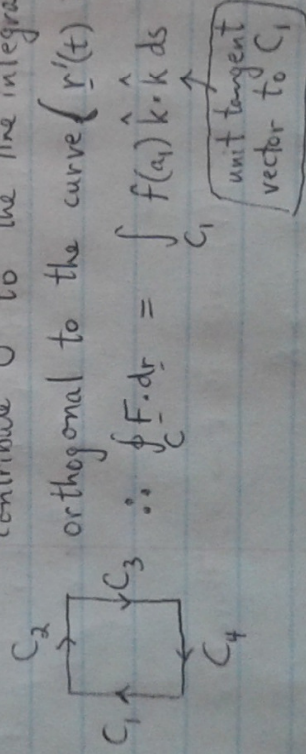 contribute 0 to the line integra
orthogonal to the curve { r'(t)
∴ ∮_C F · dr = ∫_{C₁} f(a₁) k̂ · k̂ ds
unit tangent
vector to C₁
C₂
C₁
C₃
C₄